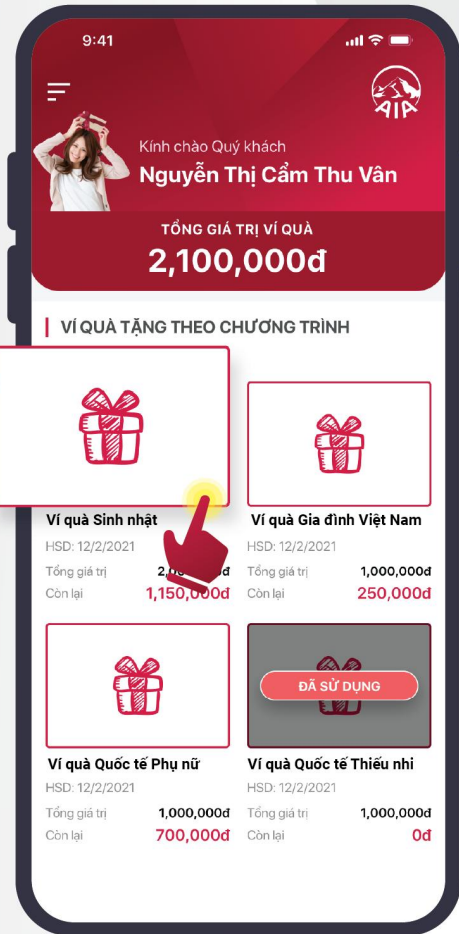 9:41
AIA
Kính chào Quý khách
Nguyễn Thị Cẩm Thu Vân
TỔNG GIÁ TRỊ VÍ QUÀ
2,100,000đ
VÍ QUÀ TẶNG THEO CHƯƠNG TRÌNH
Ví quà Sinh nhật
HSD: 12/2/2021
Tổng giá trị
Còn lại 1,150,000đ
Ví quà Gia đình Việt Nam
HSD: 12/2/2021
Tổng giá trị 1,000,000đ
Còn lại 250,000đ
Ví quà Quốc tế Phụ nữ
HSD: 12/2/2021
Tổng giá trị 1,000,000đ
Còn lại 700,000đ
ĐÃ SỬ DỤNG
Ví quà Quốc tế Thiếu nhi
HSD: 12/2/2021
Tổng giá trị 1,000,000đ
Còn lại 0đ